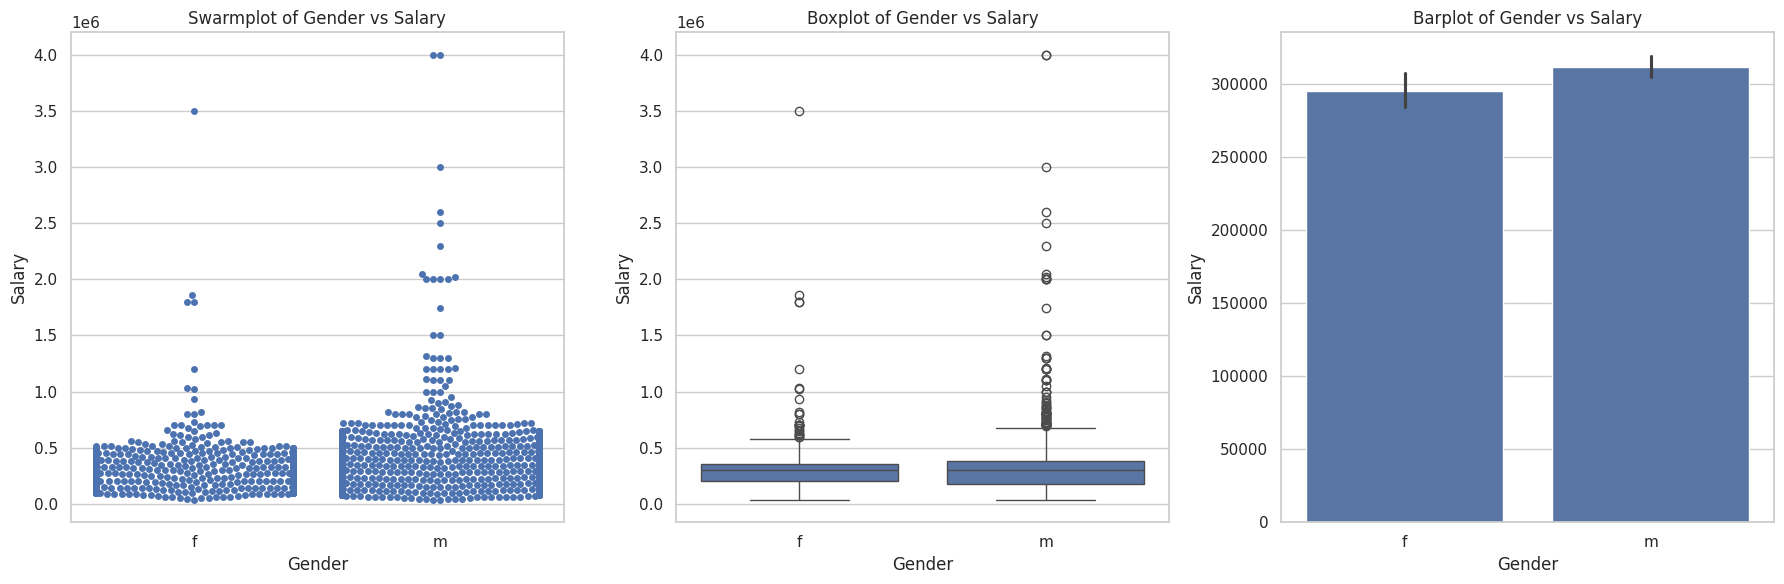 Swarmplot of Gender vs Salary
1e6
4.0
3.5
3.0
2.5
2.0
1.5
1.0
0.5
0.0
Salary
f
m
Gender
Boxplot of Gender vs Salary
1e6
4.0
3.5
3.0
2.5
2.0
1.5
1.0
0.5
0.0
Salary
f
m
Gender
Barplot of Gender vs Salary
300000
250000
200000
150000
100000
50000
0
Salary
f
m
Gender